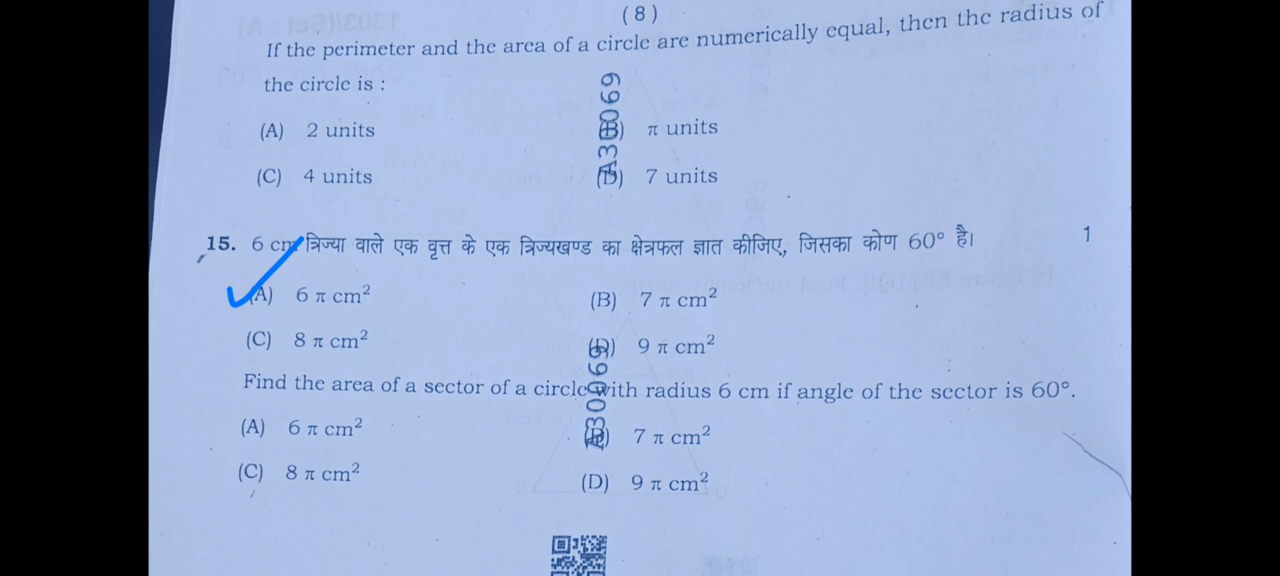 (8)
If the perimeter and the area of a circle are numerically equal, then the radius of
the circle is :
(A) 2 units (B) π units
(C) 4 units (D) 7 units
A30069
15. 6 cm त्रिज्या वाले एक वृत्त के एक त्रिज्यखण्ड का क्षेत्रफल ज्ञात कीजिए, जिसका कोण 60° है। 1
(A) 6 π cm² (B) 7 π cm²
(C) 8 π cm² (D) 9 π cm²
Find the area of a sector of a circle with radius 6 cm if angle of the sector is 60°.
A30069
(A) 6 π cm² (B) 7 π cm²
(C) 8 π cm² (D) 9 π cm²